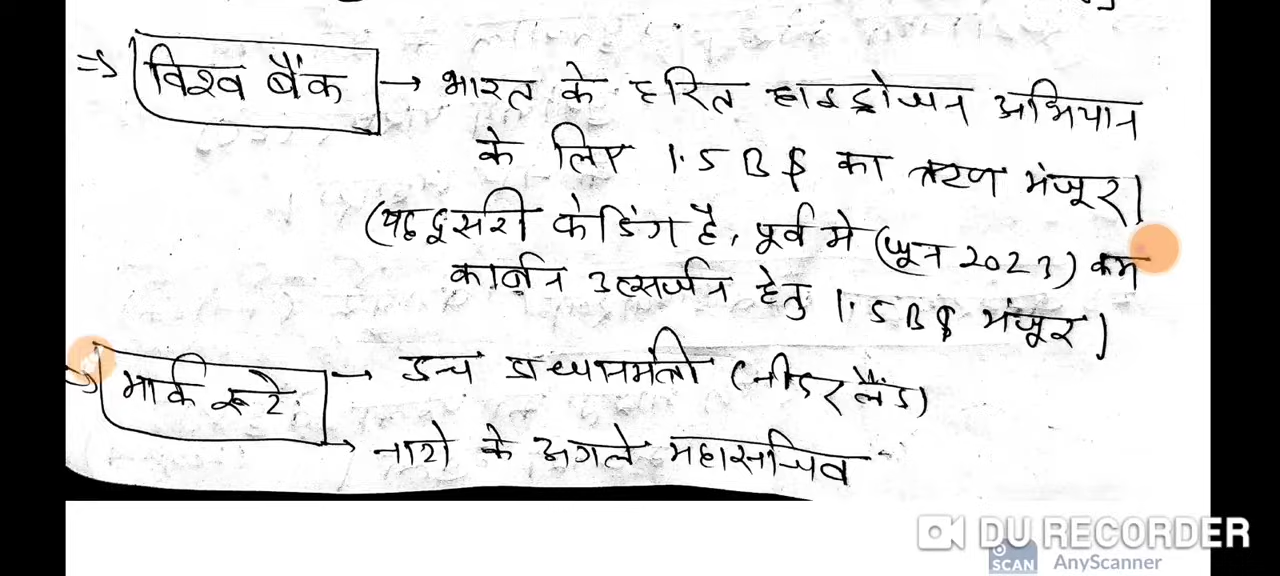 ⇒ विश्व बैंक → भारत के हरित हाइड्रोजन अभियान
के लिए 1.5 B $ का ऋण मंजूर।
(यह दूसरी फंडिंग है, पूर्व मे (जून 2023) कम
कार्बन उत्सर्जन हेतु 1.5 B $ मंजूर)
⇒ मार्क रूटे: → डच प्रधानमंत्री (नीदरलैंड)
→ नाटो के अगले महासचिव
DU RECORDER
SCAN AnyScanner